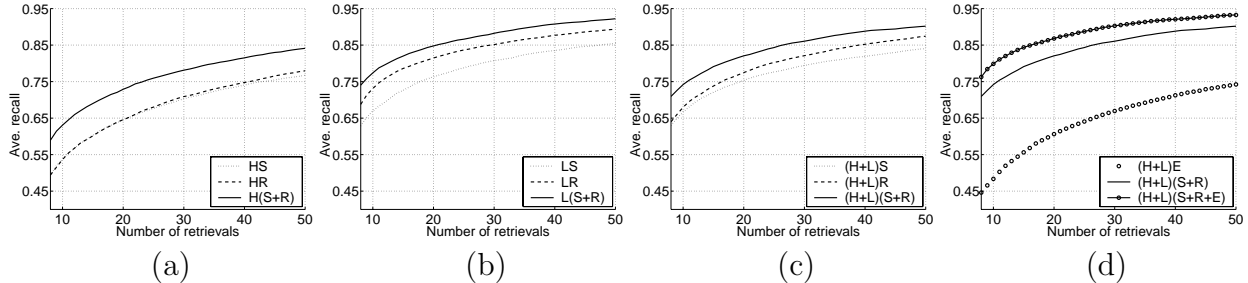 0.95
0.85
0.75
0.65
0.55
0.45
Ave. recall
10 20 30 40 50
Number of retrievals
HS
HR
H(S+R)
(a)
0.95
0.85
0.75
0.65
0.55
0.45
Ave. recall
10 20 30 40 50
Number of retrievals
LS
LR
L(S+R)
(b)
0.95
0.85
0.75
0.65
0.55
0.45
Ave. recall
10 20 30 40 50
Number of retrievals
(H+L)S
(H+L)R
(H+L)(S+R)
(c)
0.95
0.85
0.75
0.65
0.55
0.45
Ave. recall
10 20 30 40 50
Number of retrievals
(H+L)E
(H+L)(S+R)
(H+L)(S+R+E)
(d)